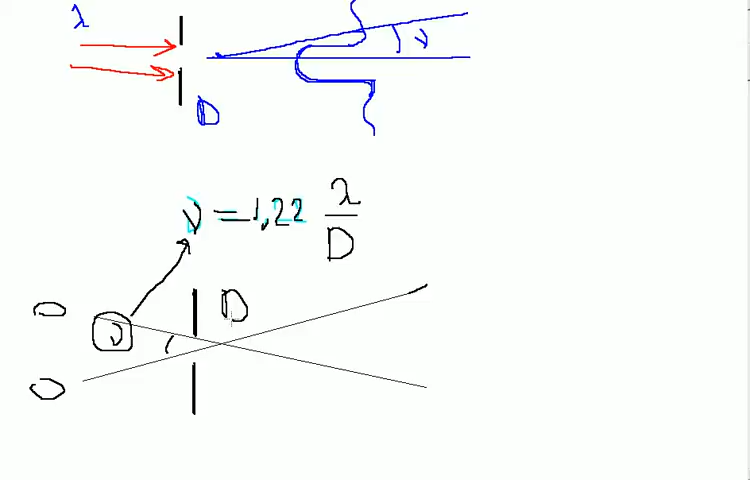 λ
ν
D
ν = 1,22 λ/D
D
ν